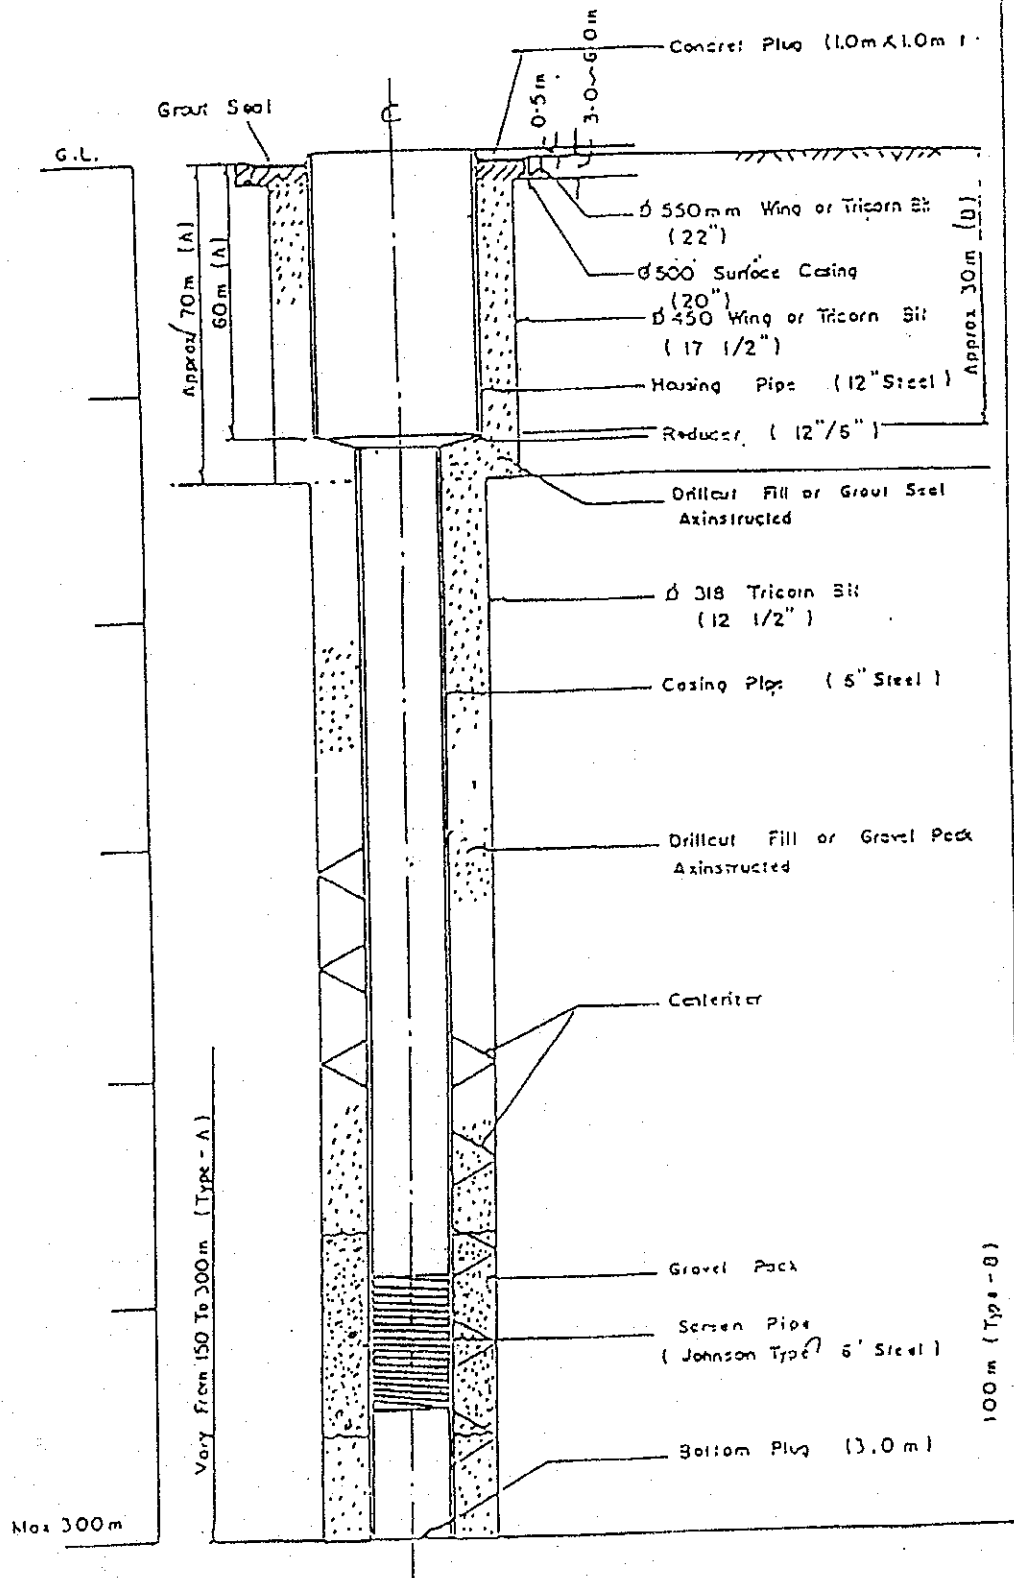 Concret Plug (1.0m x 1.0m
0.5m
3.0~6.0m
Grout Seal
C
G.L.
Ø 550mm Wing or Tricorn Bit
(22")
Ø500 Surface Casing
(20")
Ø 450 Wing or Tricorn Bit
(17 1/2")
Housing Pipe (12" Steel)
Reducer (12"/6")
Approx 70m (A)
60m (A)
Approx 30m (B)
Drillcut Fill or Grout Seal
Axinstructed
Ø 318 Tricorn Bit
(12 1/2")
Casing Pipe (6" Steel)
Drillcut Fill or Gravel Pack
Axinstructed
Centerizer
Vary From 150 To 300m (Type-A)
Gravel Pack
Screen Pipe
(Johnson Type 6" Steel)
100m (Type-B)
Bottom Plug (3.0m)
Max 300m